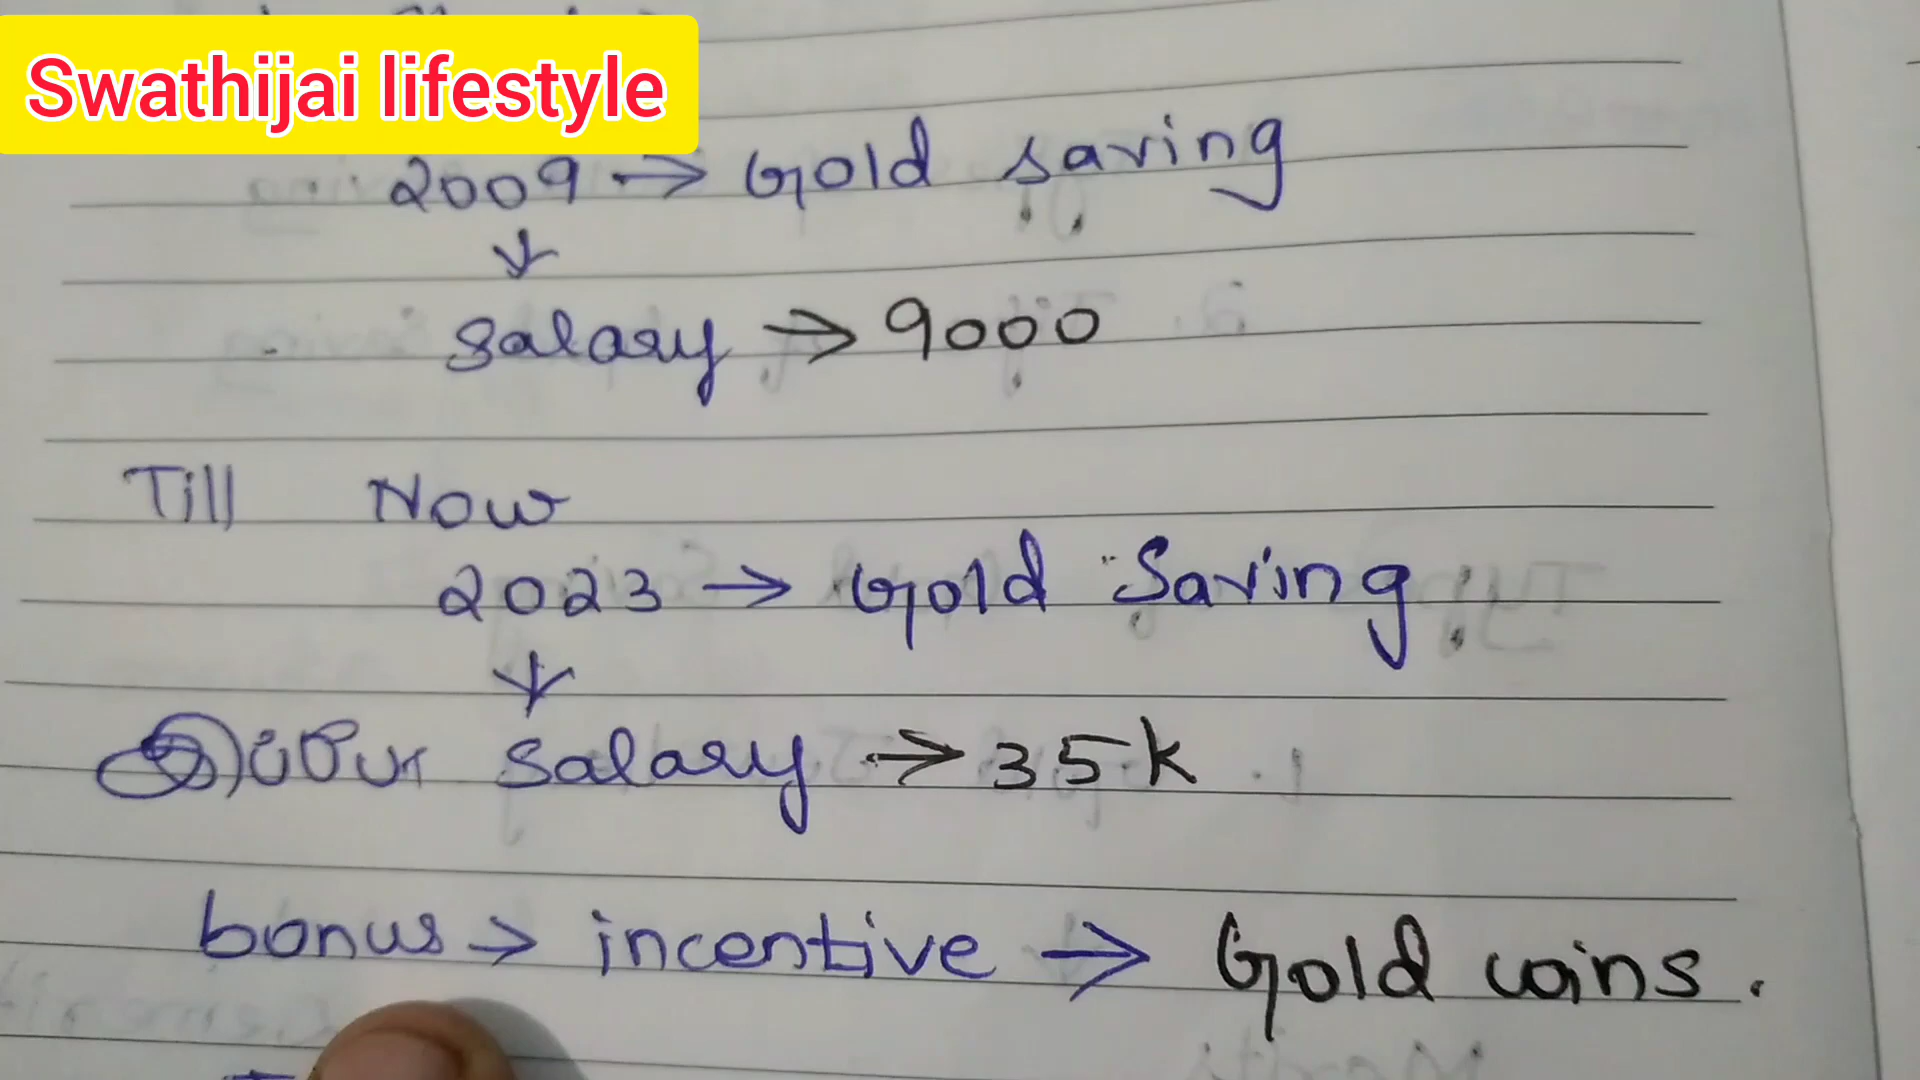 Swathijai lifestyle
2009 → Gold saving
↓
salary → 9000
Till Now
2023 → Gold Saving
↓
இப்போ salary → 35k
bonus → incentive → Gold coins.